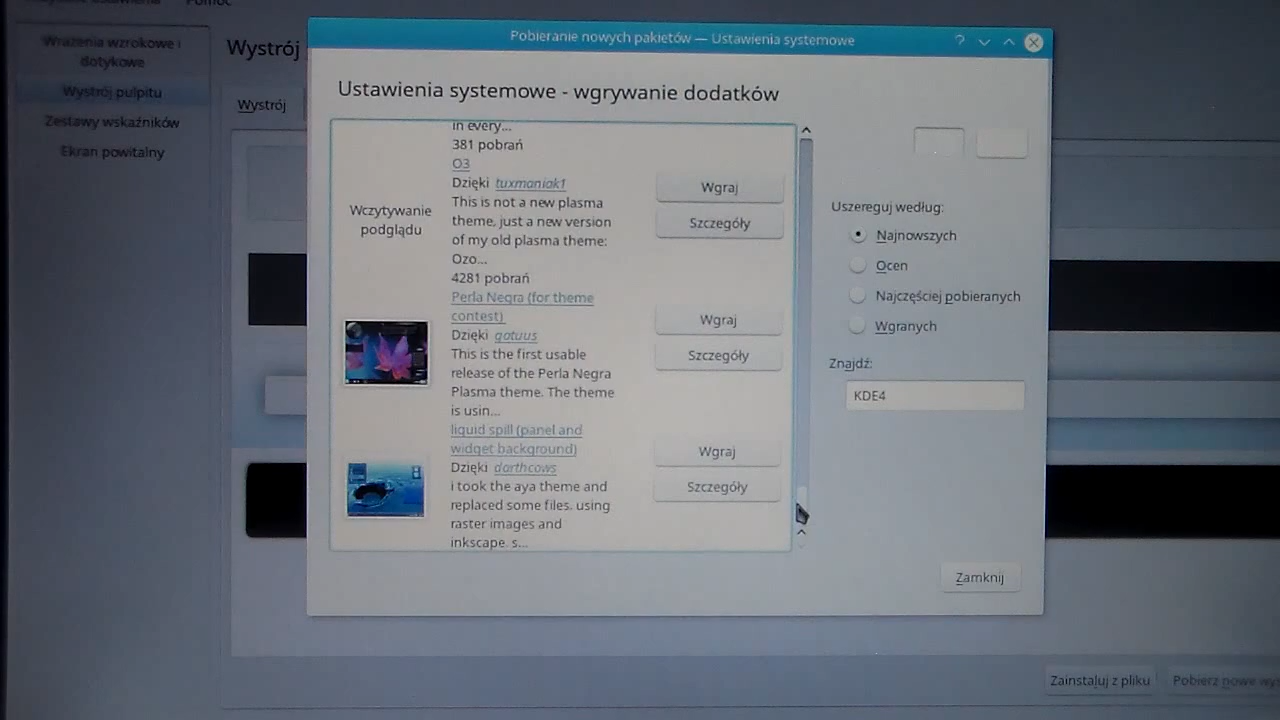 Pomoc
Pobieranie nowych pakietów — Ustawienia systemowe
Wrażenia wzrokowe i
dotykowe
Wystrój pulpitu
Zestawy wskaźników
Ekran powitalny
Wystrój
Wystrój
Ustawienia systemowe - wgrywanie dodatków
in every...
381 pobrań
O3
Dzięki tuxmaniak1
This is not a new plasma
theme, just a new version
of my old plasma theme:
Ozo...
4281 pobrań
Wczytywanie
podglądu
Wgraj
Szczegóły
Perla Negra (for theme
contest)
Dzięki gotuus
This is the first usable
release of the Perla Negra
Plasma theme. The theme
is usin...
Wgraj
Szczegóły
liquid spill (panel and
widget background)
Dzięki darthcows
i took the aya theme and
replaced some files. using
raster images and
inkscape. s...
Wgraj
Szczegóły
Uszereguj według:
Najnowszych
Ocen
Najczęściej pobieranych
Wgranych
Znajdź:
KDE4
Zamknij
Zainstaluj z pliku
Pobierz nowe wys